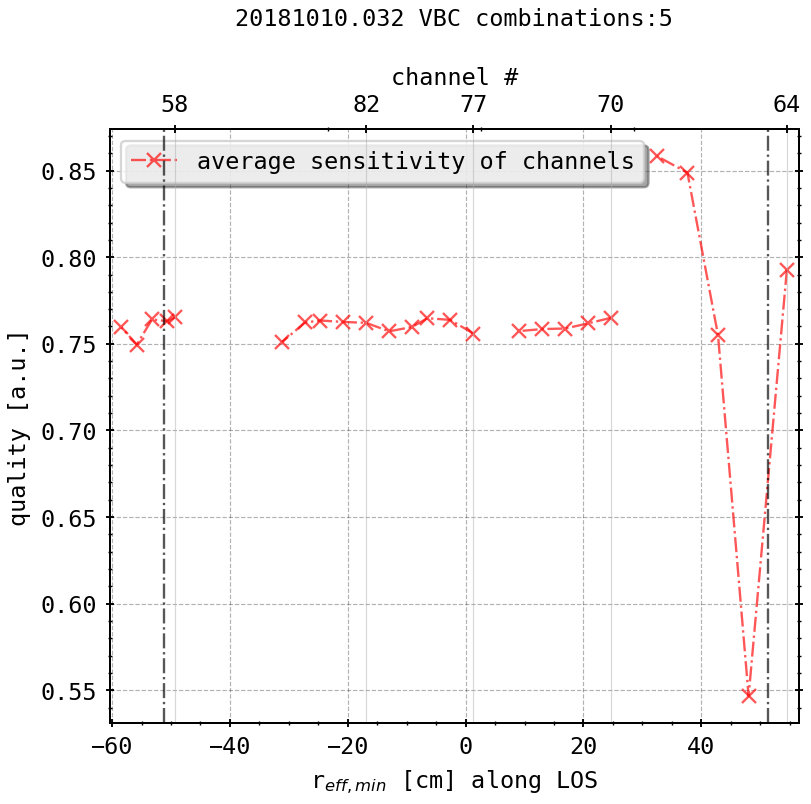 20181010.032 VBC combinations:5
channel #
58 82 77 70 64
average sensitivity of channels
0.85
0.80
0.75
0.70
0.65
0.60
0.55
quality [a.u.]
−60 −40 −20 0 20 40
r_eff,min [cm] along LOS